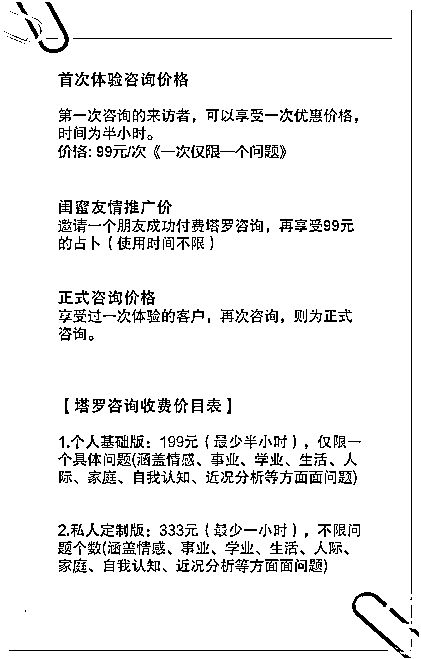 首次体验咨询价格
第一次咨询的来访者，可以享受一次优惠价格，
时间为半小时。
价格: 99元/次《一次仅限一个问题》
闺蜜友情推广价
邀请一个朋友成功付费塔罗咨询，再享受99元
的占卜（使用时间不限）
正式咨询价格
享受过一次体验的客户，再次咨询，则为正式
咨询。
【塔罗咨询收费价目表】
1.个人基础版：199元（最少半小时），仅限一
个具体问题(涵盖情感、事业、学业、生活、人
际、家庭、自我认知、近况分析等方面面问题)
2.私人定制版：333元（最少一小时），不限问
题个数(涵盖情感、事业、学业、生活、人际、
家庭、自我认知、近况分析等方面面问题)